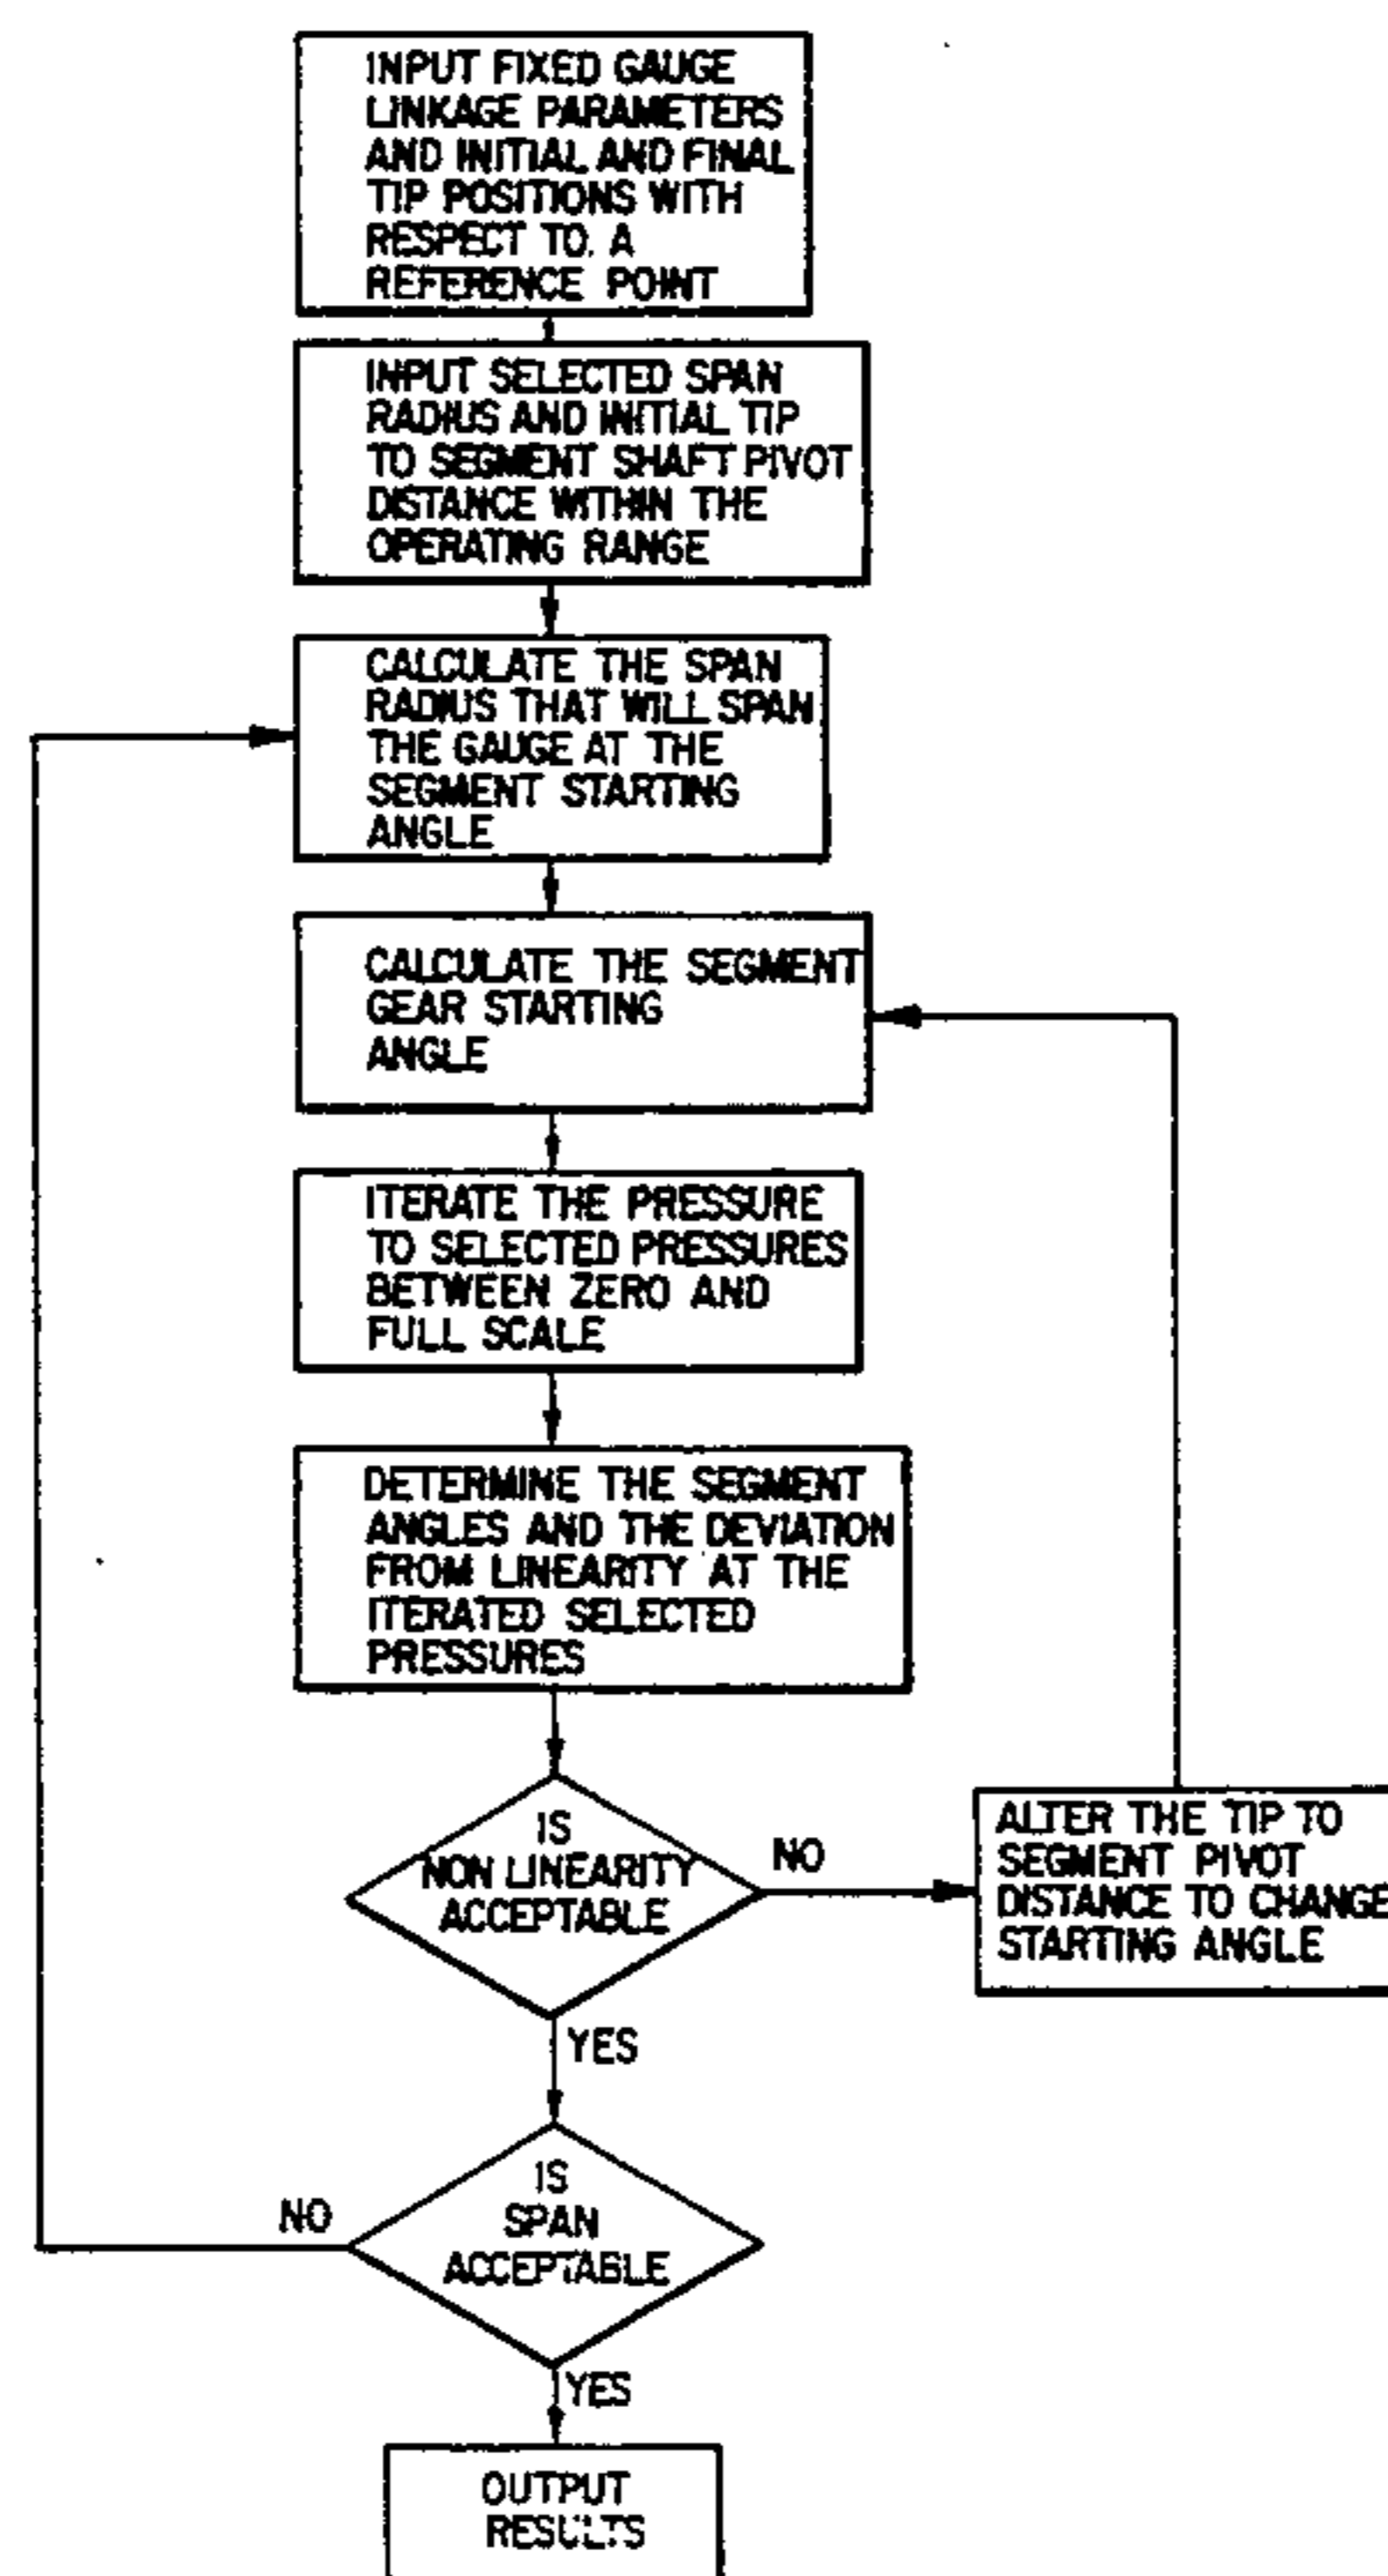 INPUT FIXED GAUGE
LINKAGE PARAMETERS
AND INITIAL AND FINAL
TIP POSITIONS WITH
RESPECT TO. A
REFERENCE POINT
INPUT SELECTED SPAN
RADIUS AND INITIAL TIP
TO SEGMENT SHAFT PIVOT
DISTANCE WITHIN THE
OPERATING RANGE
CALCULATE THE SPAN
RADIUS THAT WILL SPAN
THE GAUGE AT THE
SEGMENT STARTING
ANGLE
CALCULATE THE SEGMENT
GEAR STARTING
ANGLE
ITERATE THE PRESSURE
TO SELECTED PRESSURES
BETWEEN ZERO AND
FULL SCALE
DETERMINE THE SEGMENT
ANGLES AND THE DEVIATION
FROM LINEARITY AT THE
ITERATED SELECTED
PRESSURES
IS
NON LINEARITY
ACCEPTABLE
NO
ALTER THE TIP TO
SEGMENT PIVOT
DISTANCE TO CHANGE
STARTING ANGLE
YES
IS
SPAN
ACCEPTABLE
NO
YES
OUTPUT
RESULTS